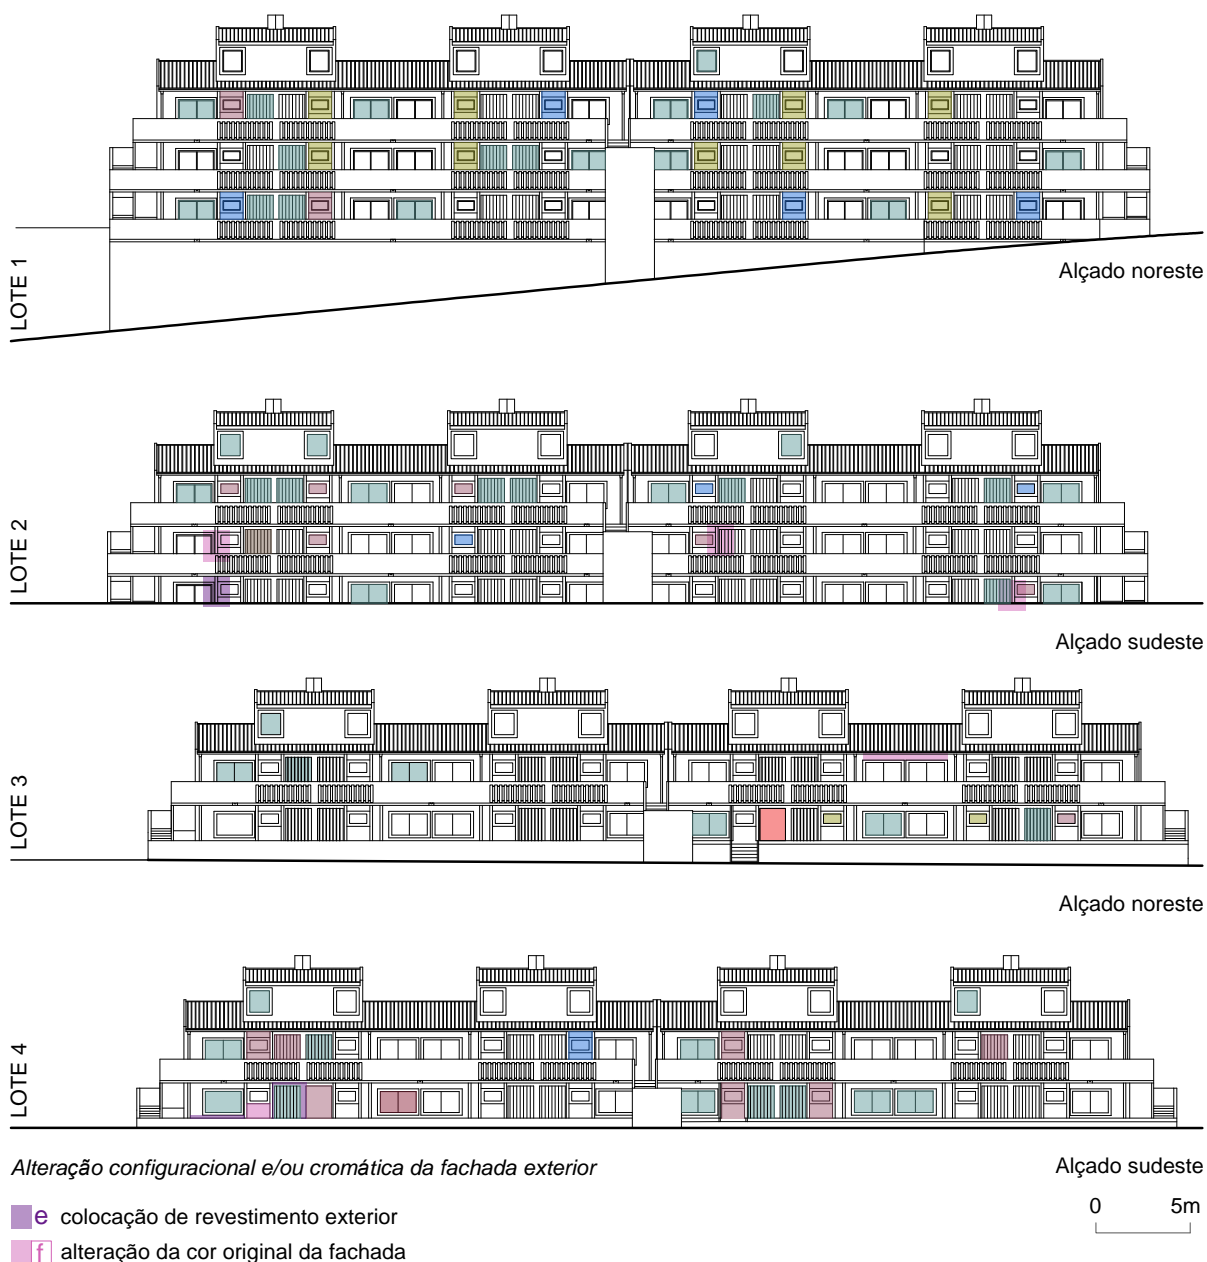 LOTE 1
Alçado noreste
LOTE 2
Alçado sudeste
LOTE 3
Alçado noreste
LOTE 4
Alteração configuracional e/ou cromática da fachada exterior
Alçado sudeste
e colocação de revestimento exterior
0 5m
f alteração da cor original da fachada